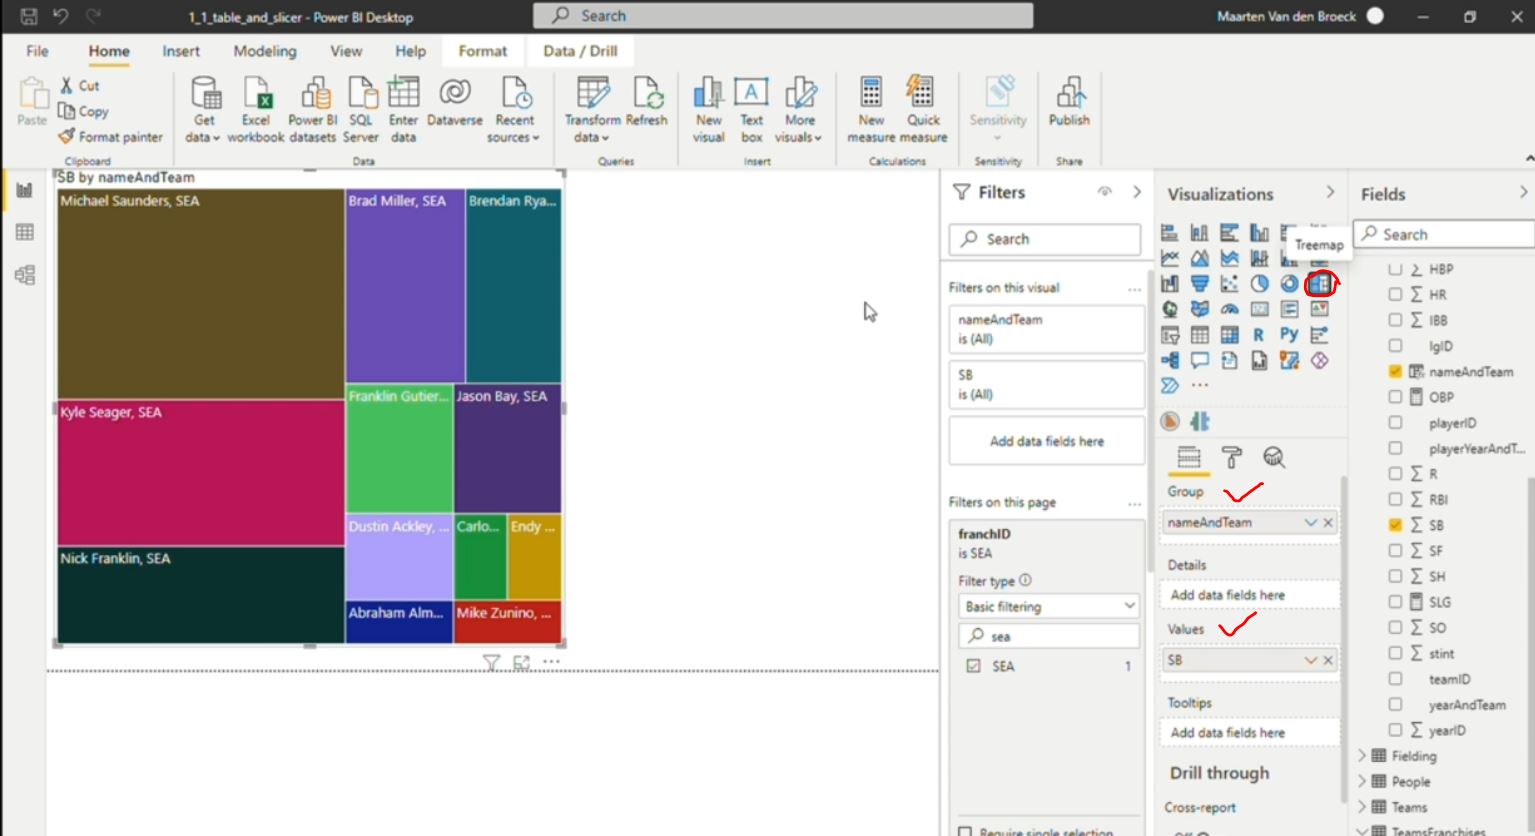 1_1_table_and_slicer - Power BI Desktop
Search
Maarten Van den Broeck
File Home Insert Modeling View Help Format Data / Drill
Paste
Cut
Copy
Format painter
Clipboard
Get data
Excel workbook
Power BI datasets
SQL Server
Enter data
Dataverse
Recent sources
Data
Transform data
Refresh
Queries
New visual
Text box
More visuals
Insert
New measure
Quick measure
Calculations
Sensitivity
Sensitivity
Publish
Share
SB by nameAndTeam
Michael Saunders, SEA
Brad Miller, SEA
Brendan Rya...
Kyle Seager, SEA
Franklin Gutier...
Jason Bay, SEA
Dustin Ackley, ...
Carlo...
Endy ...
Nick Franklin, SEA
Abraham Alm...
Mike Zunino, ...
Filters
Search
Filters on this visual
...
nameAndTeam
is (All)
SB
is (All)
Add data fields here
Filters on this page
...
franchID
is SEA
Filter type
Basic filtering
sea
SEA 1
Require single selection
Visualizations
Treemap
R Py
...
Group
nameAndTeam
Details
Add data fields here
Values
SB
Tooltips
Add data fields here
Drill through
Cross-report
Fields
Search
HBP
HR
IBB
lgID
nameAndTeam
OBP
playerID
playerYearAndT...
R
RBI
SB
SF
SH
SLG
SO
stint
teamID
yearAndTeam
yearID
Fielding
People
Teams
TeamsFranchises